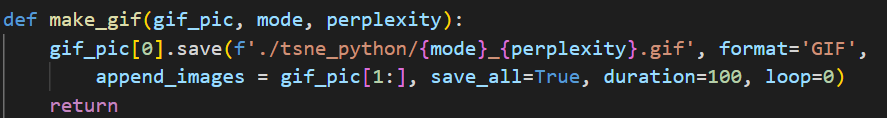 def make_gif(gif_pic, mode, perplexity):
    gif_pic[0].save(f'./tsne_python/{mode}_{perplexity}.gif', format='GIF',
        append_images = gif_pic[1:], save_all=True, duration=100, loop=0)
    return